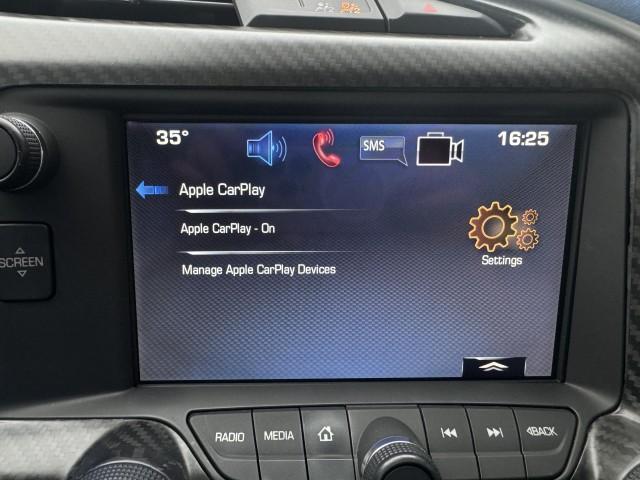 35°
SMS
16:25
Apple CarPlay
Apple CarPlay - On
Settings
Manage Apple CarPlay Devices
SCREEN
RADIO
MEDIA
BACK